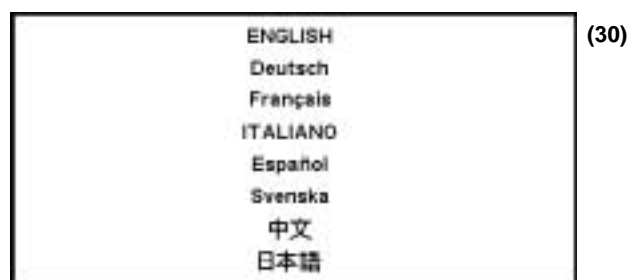 ENGLISH
(30)
Deutsch
Français
ITALIANO
Español
Svenska
中文
日本語